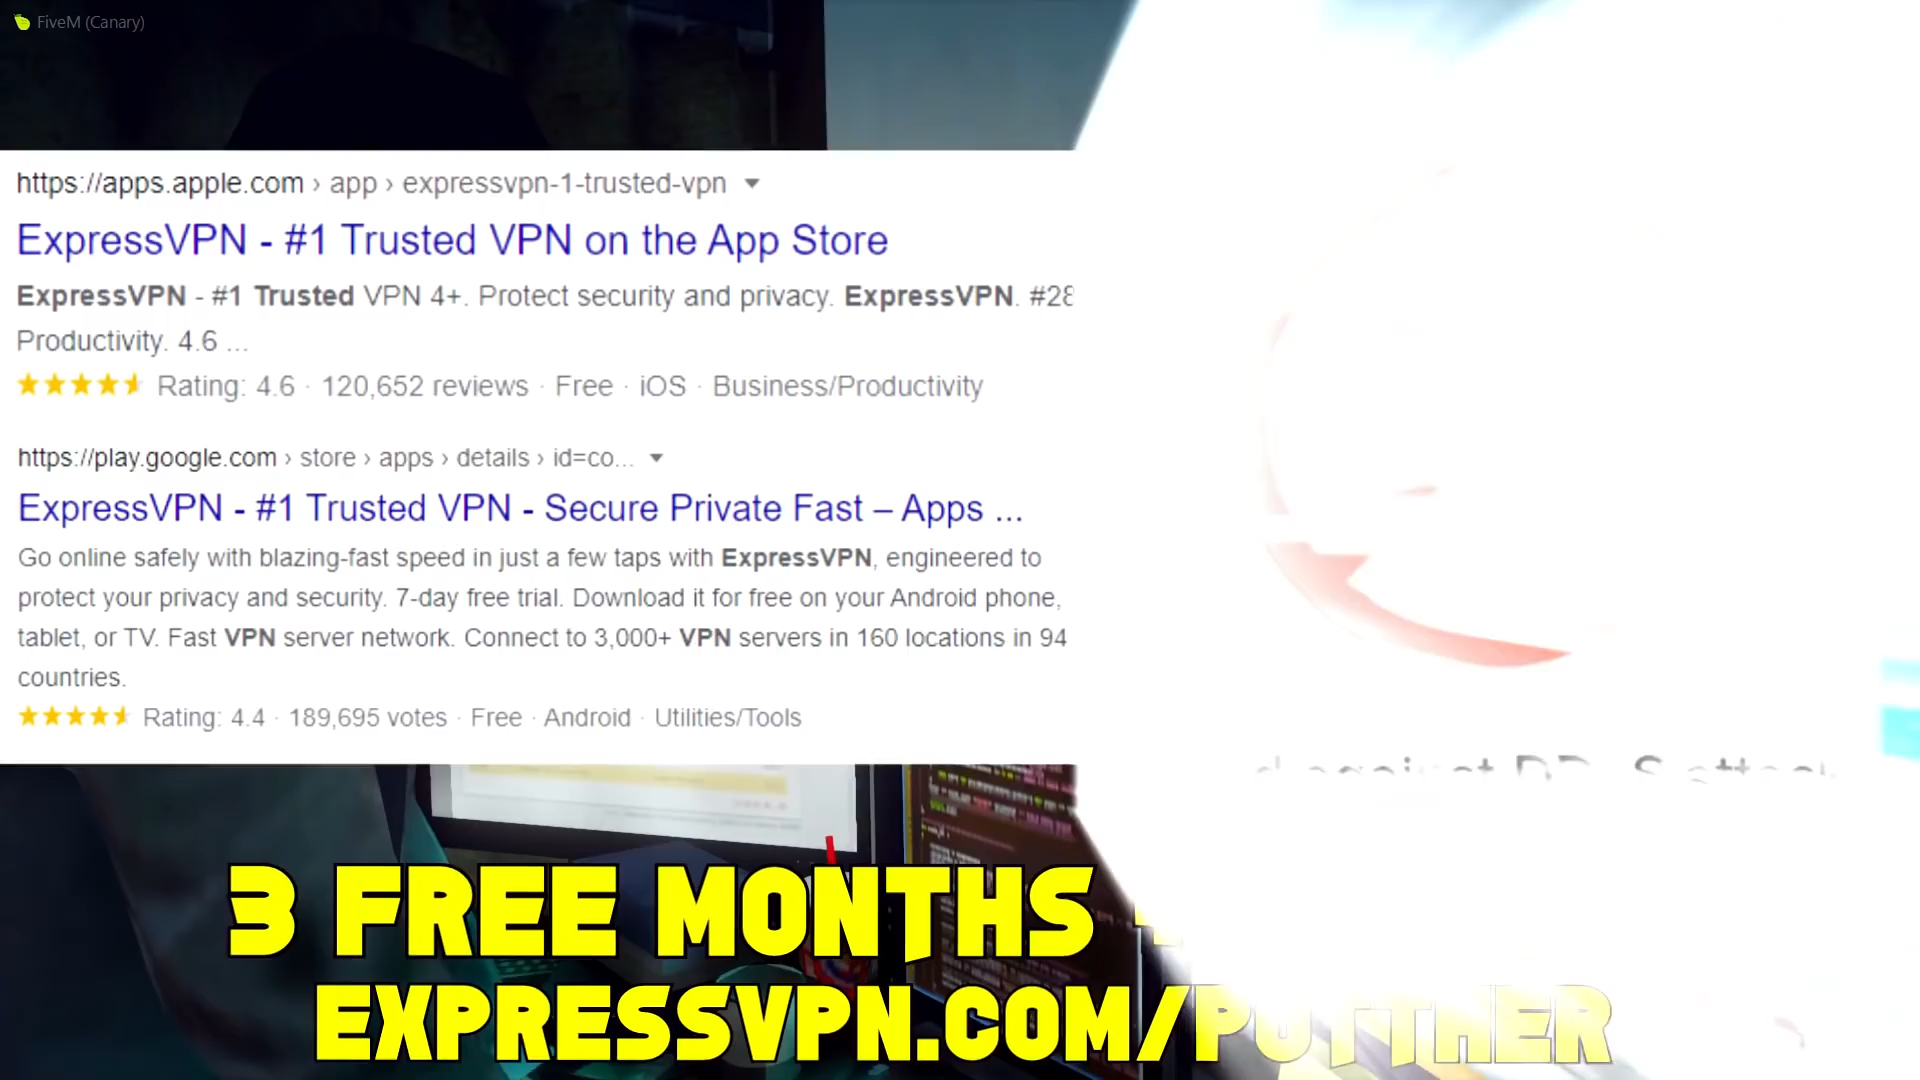 FiveM (Canary)
https://apps.apple.com › app › expressvpn-1-trusted-vpn
ExpressVPN - #1 Trusted VPN on the App Store
ExpressVPN - #1 Trusted VPN 4+. Protect security and privacy. ExpressVPN. #28
Productivity. 4.6 ...
Rating: 4.6 · 120,652 reviews · Free · iOS · Business/Productivity
https://play.google.com › store › apps › details › id=co...
ExpressVPN - #1 Trusted VPN - Secure Private Fast – Apps ...
Go online safely with blazing-fast speed in just a few taps with ExpressVPN, engineered to
protect your privacy and security. 7-day free trial. Download it for free on your Android phone,
tablet, or TV. Fast VPN server network. Connect to 3,000+ VPN servers in 160 locations in 94
countries.
Rating: 4.4 · 189,695 votes · Free · Android · Utilities/Tools
3 FREE MONTHS
EXPRESSVPN.COM/PUTTHER